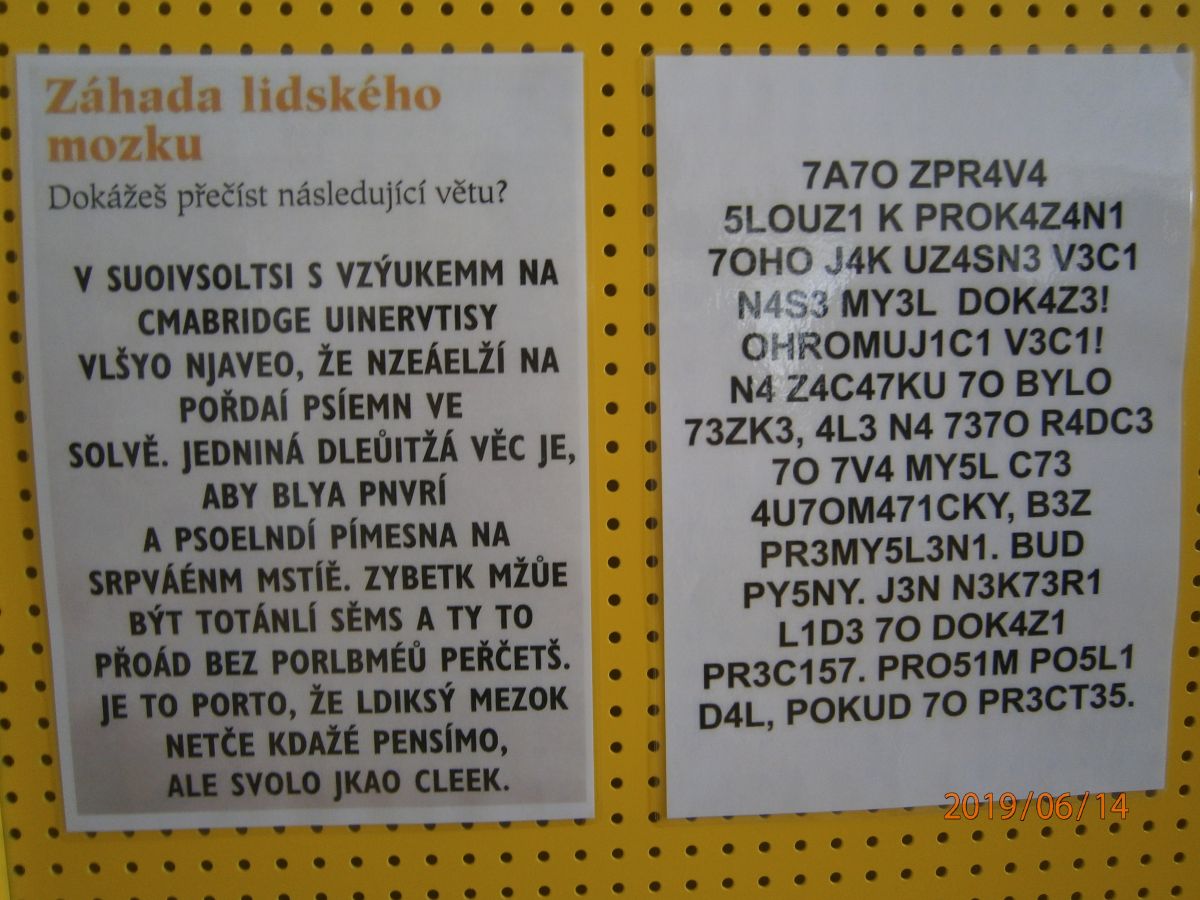 Záhada lidského
mozku
Dokážeš přečíst následující větu?
V SUOIVSOLTSI S VZÝUKEMM NA
CMABRIDGE UINERVTISY
VLŠYO NJAVEO, ŽE NZEÁELŽÍ NA
POŘDAÍ PSÍEMN VE
SOLVĚ. JEDNINÁ DLEŮITŽÁ VĚC JE,
ABY BLYA PNVRÍ
A PSOELNDÍ PÍMESNA NA
SRPVÁÉNM MSTÍĚ. ZYBETK MŽŮE
BÝT TOTÁNLÍ SĚMS A TY TO
PŘOÁD BEZ PORLBMÉŮ PEŘČETŠ.
JE TO PORTO, ŽE LDIKSÝ MEZOK
NETČE KDAŽÉ PENSÍMO,
ALE SVOLO JKAO CLEEK.
7A7O ZPR4V4
5LOUZ1 K PROK4Z4N1
7OHO J4K UZ4SN3 V3C1
N4S3 MY3L DOK4Z3!
OHROMUJ1C1 V3C1!
N4 Z4C47KU 7O BYLO
73ZK3, 4L3 N4 737O R4DC3
7O 7V4 MY5L C73
4U7OM471CKY, B3Z
PR3MY5L3N1. BUD
PY5NY. J3N N3K73R1
L1D3 7O DOK4Z1
PR3C157. PRO51M PO5L1
D4L, POKUD 7O PR3CT35.
2019/06/14